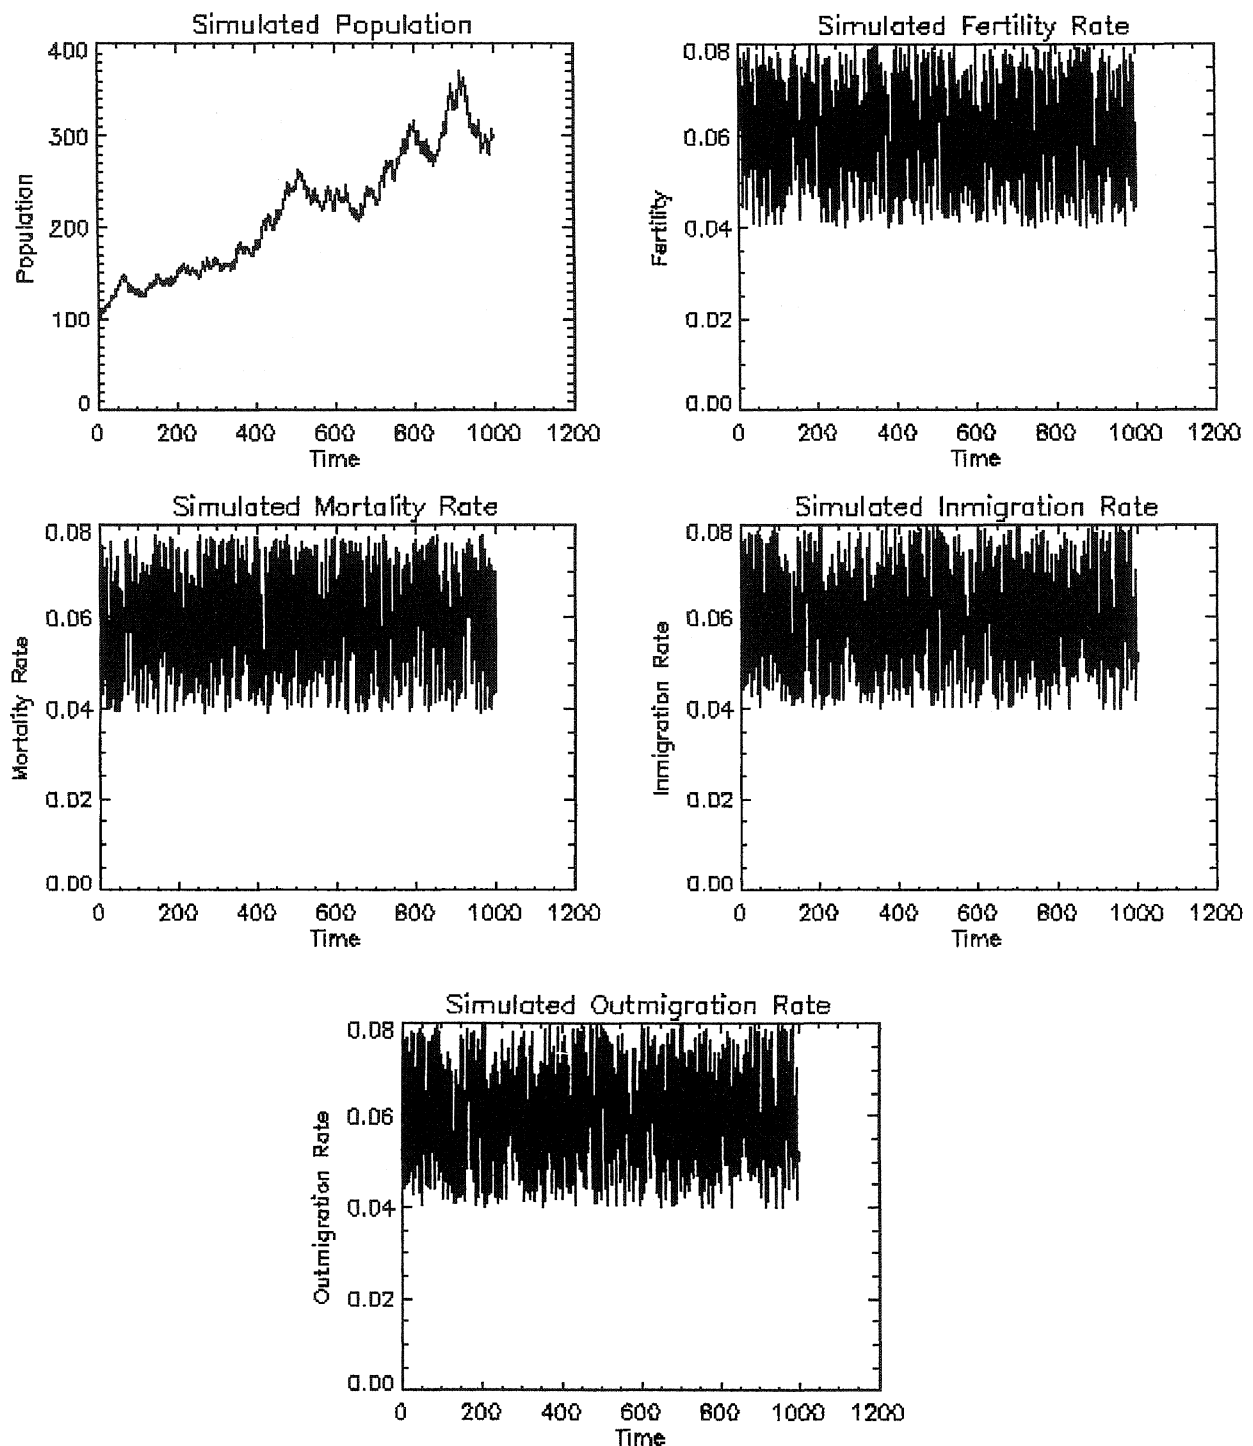 Simulated Population
400
300
200
100
0
Population
0 200 400 600 800 1000 1200
Time
Simulated Fertility Rate
0.08
0.06
0.04
0.02
0.00
Fertility
0 200 400 600 800 1000 1200
Time
Simulated Mortality Rate
0.08
0.06
0.04
0.02
0.00
Mortality Rate
0 200 400 600 800 1000 1200
Time
Simulated Inmigration Rate
0.08
0.06
0.04
0.02
0.00
Inmigration Rate
0 200 400 600 800 1000 1200
Time
Simulated Outmigration Rate
0.08
0.06
0.04
0.02
0.00
Outmigration Rate
0 200 400 600 800 1000 1200
Time